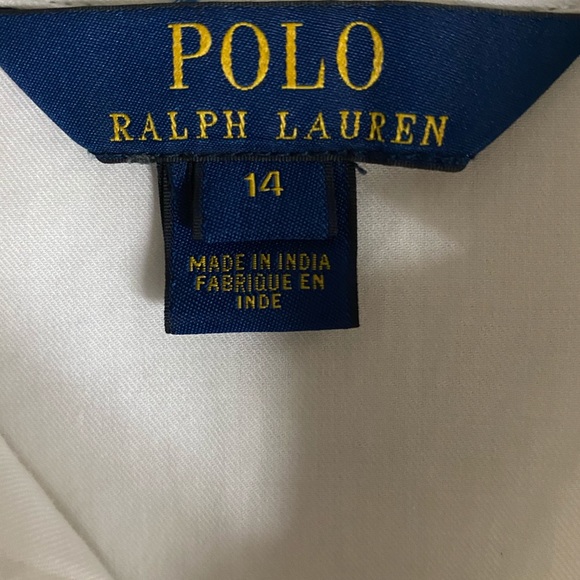 POLO
RALPH LAUREN
14
MADE IN INDIA
FABRIQUE EN
INDE